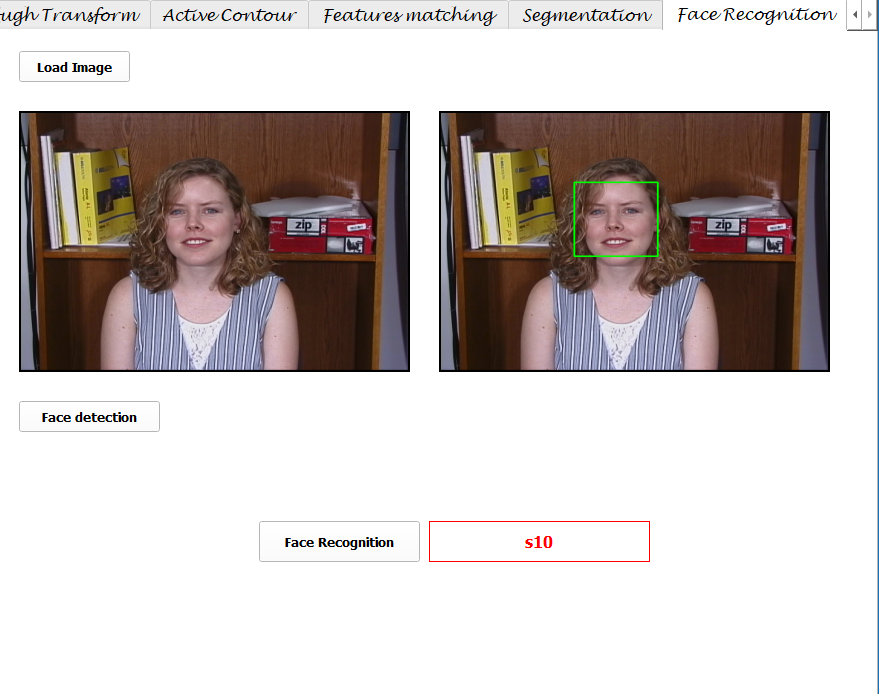 ugh Transform Active Contour Features matching Segmentation Face Recognition
Load Image
zip zip
Face detection
Face Recognition s10